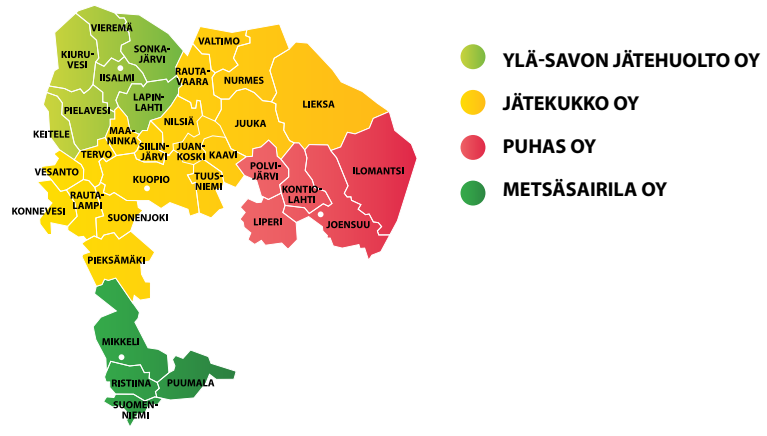 VIEREMÄ
KIURU-
VESI
SONKA-
JÄRVI
IISALMI
LAPIN-
LAHTI
PIELAVESI
KEITELE
VALTIMO
RAUTA-
VAARA
NURMES
LIEKSA
NILSIÄ
JUUKA
MAA-
NINKA
SIILIN-
JÄRVI
JUAN-
KOSKI
KAAVI
TERVO
VESANTO
KUOPIO
TUUS-
NIEMI
RAUTA-
LAMPI
KONNEVESI
SUONENJOKI
PIEKSÄMÄKI
POLVI-
JÄRVI
KONTIO-
LAHTI
ILOMANTSI
LIPERI
JOENSUU
MIKKELI
RISTIINA
PUUMALA
SUOMEN-
NIEMI
YLÄ-SAVON JÄTEHUOLTO OY
JÄTEKUKKO OY
PUHAS OY
METSÄSAIRILA OY